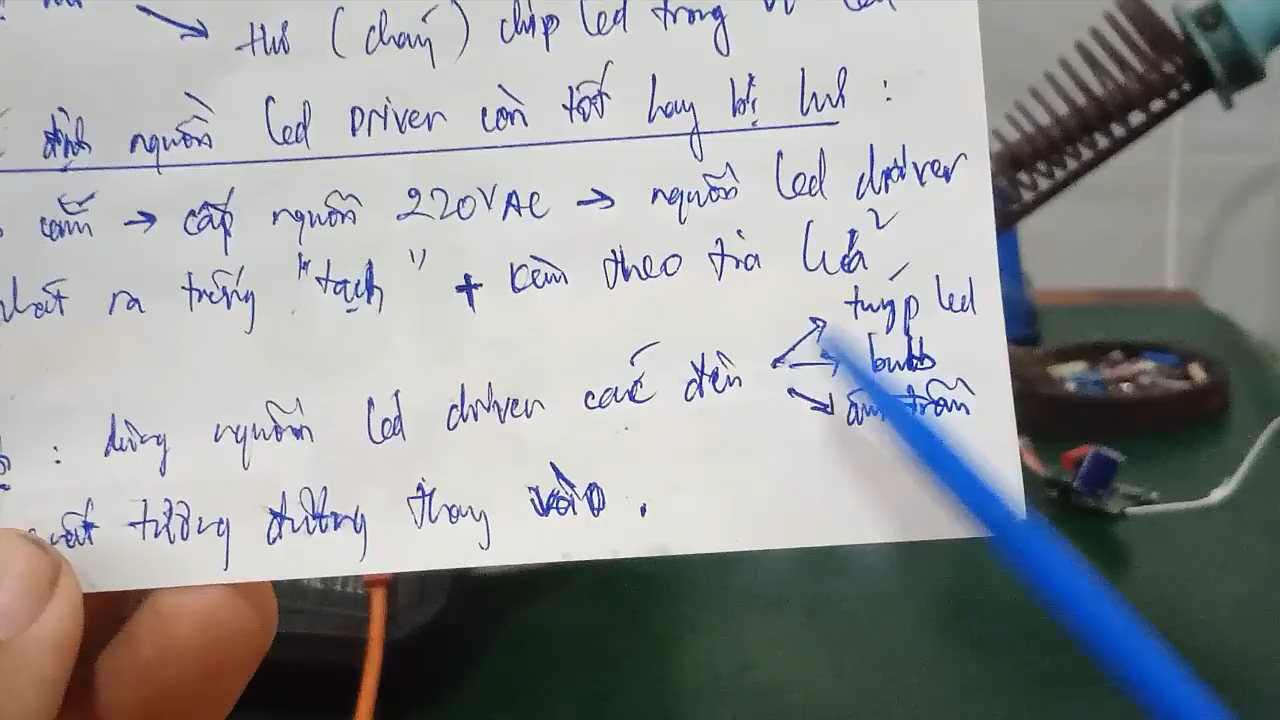 hư (cháy) chip led trong
định nguồn Led Driver còn tốt hay bị hư :
cắm → cấp nguồn 220VAC → nguồn Led driver
phát ra tiếng "tạch" + kèm theo tia lửa
tuýp led
bulb
: dùng nguồn led driver các đèn
âm trần
suất tương đương thay vào .